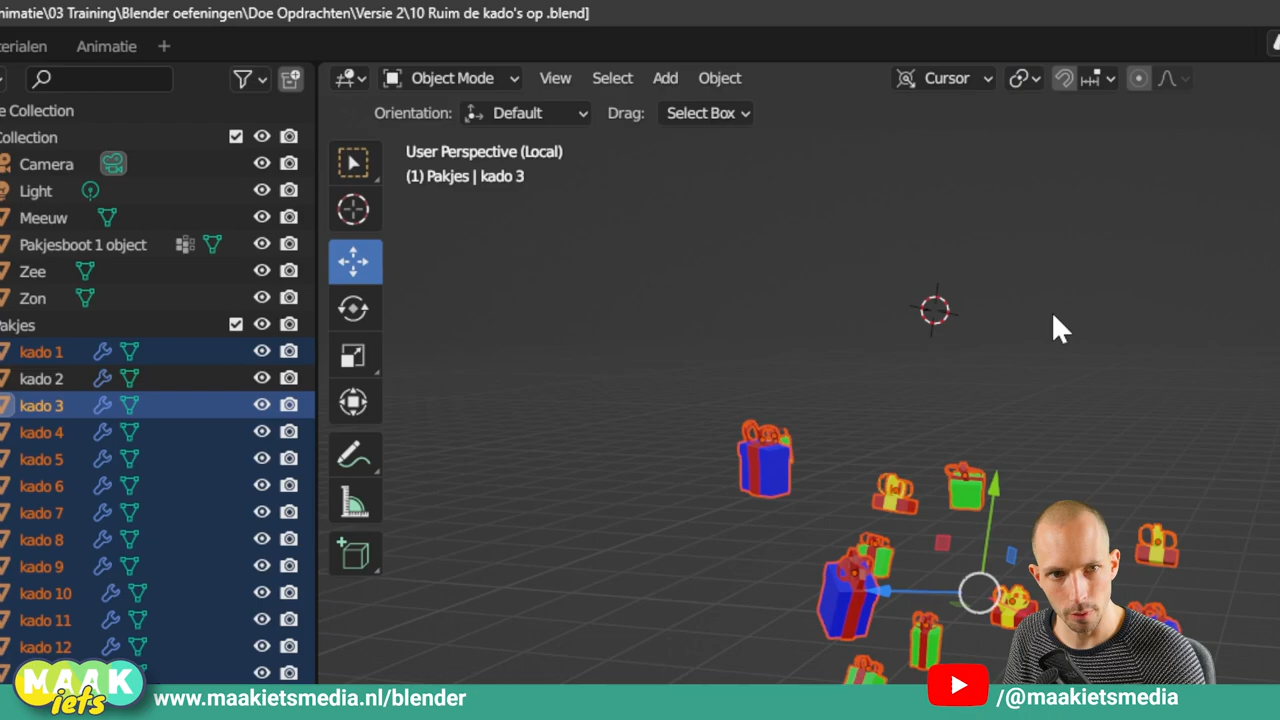 nimatie\03 Training\Blender oefeningen\Doe Opdrachten\Versie 2\10 Ruim de kado's op .blend]
terialen Animatie +
Object Mode View Select Add Object Cursor
Orientation: Default Drag: Select Box
e Collection
Collection
Camera
Light
Meeuw
Pakjesboot 1 object
Zee
Zon
Pakjes
kado 1
kado 2
kado 3
kado 4
kado 5
kado 6
kado 7
kado 8
kado 9
kado 10
kado 11
kado 12
User Perspective (Local)
(1) Pakjes | kado 3
MAAK
iets
www.maakietsmedia.nl/blender
/@maakietsmedia